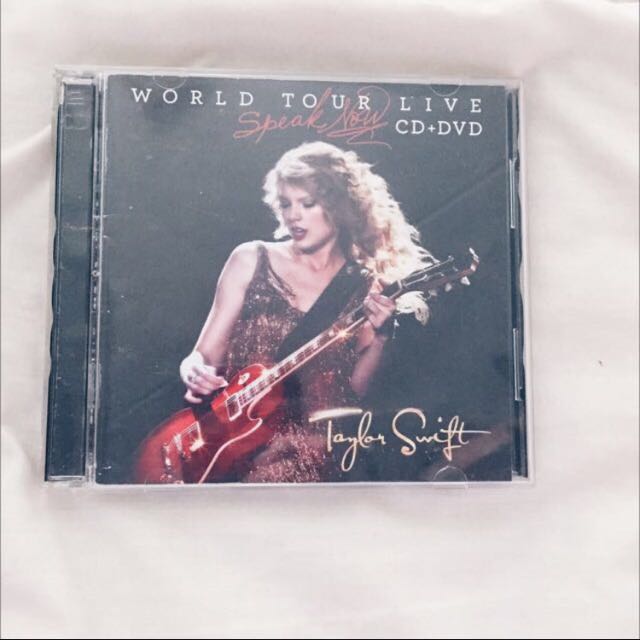 WORLD TOUR LIVE
Speak Now
CD+DVD
Taylor Swift